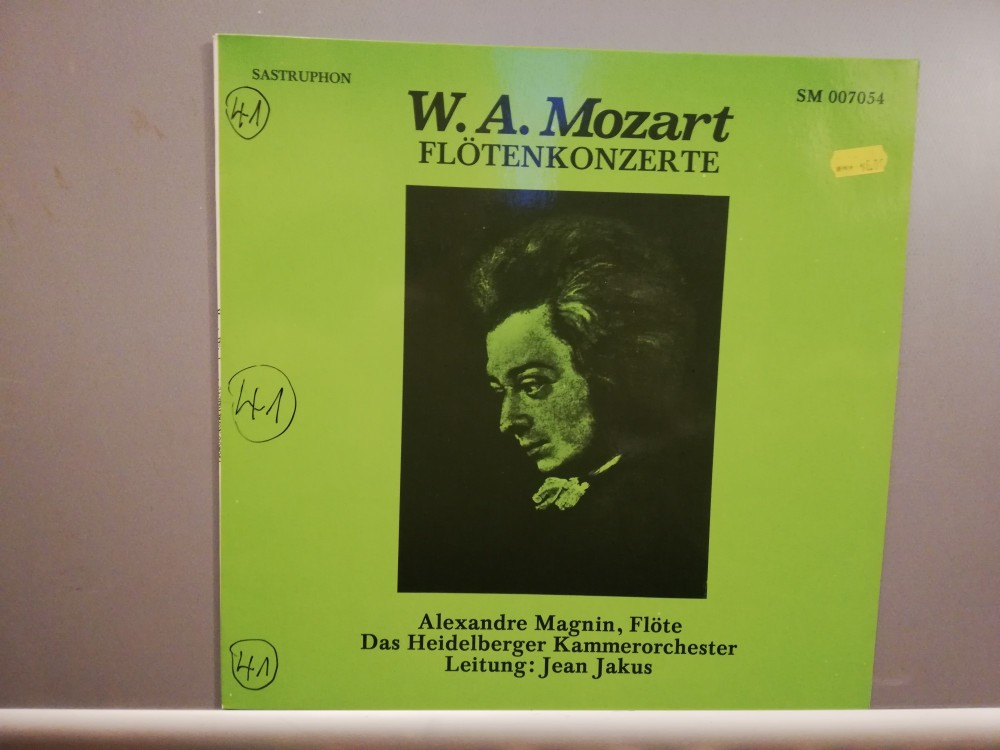 SASTRUPHON
SM 007054
41
W. A. Mozart
FLÖTENKONZERTE
41
Alexandre Magnin, Flöte
Das Heidelberger Kammerorchester
Leitung: Jean Jakus
41